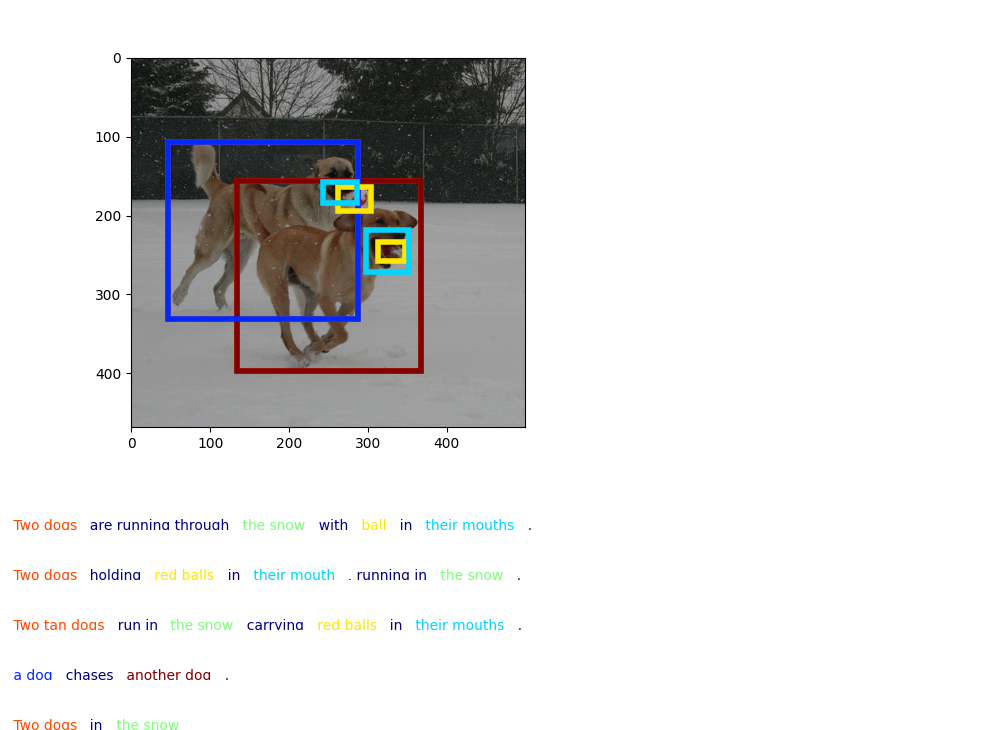 0
100
200
300
400
0 100 200 300 400
Two dogs are running through the snow with ball in their mouths .
Two dogs holding red balls in their mouth . running in the snow .
Two tan dogs run in the snow carrying red balls in their mouths .
a dog chases another dog .
Two dogs in the snow